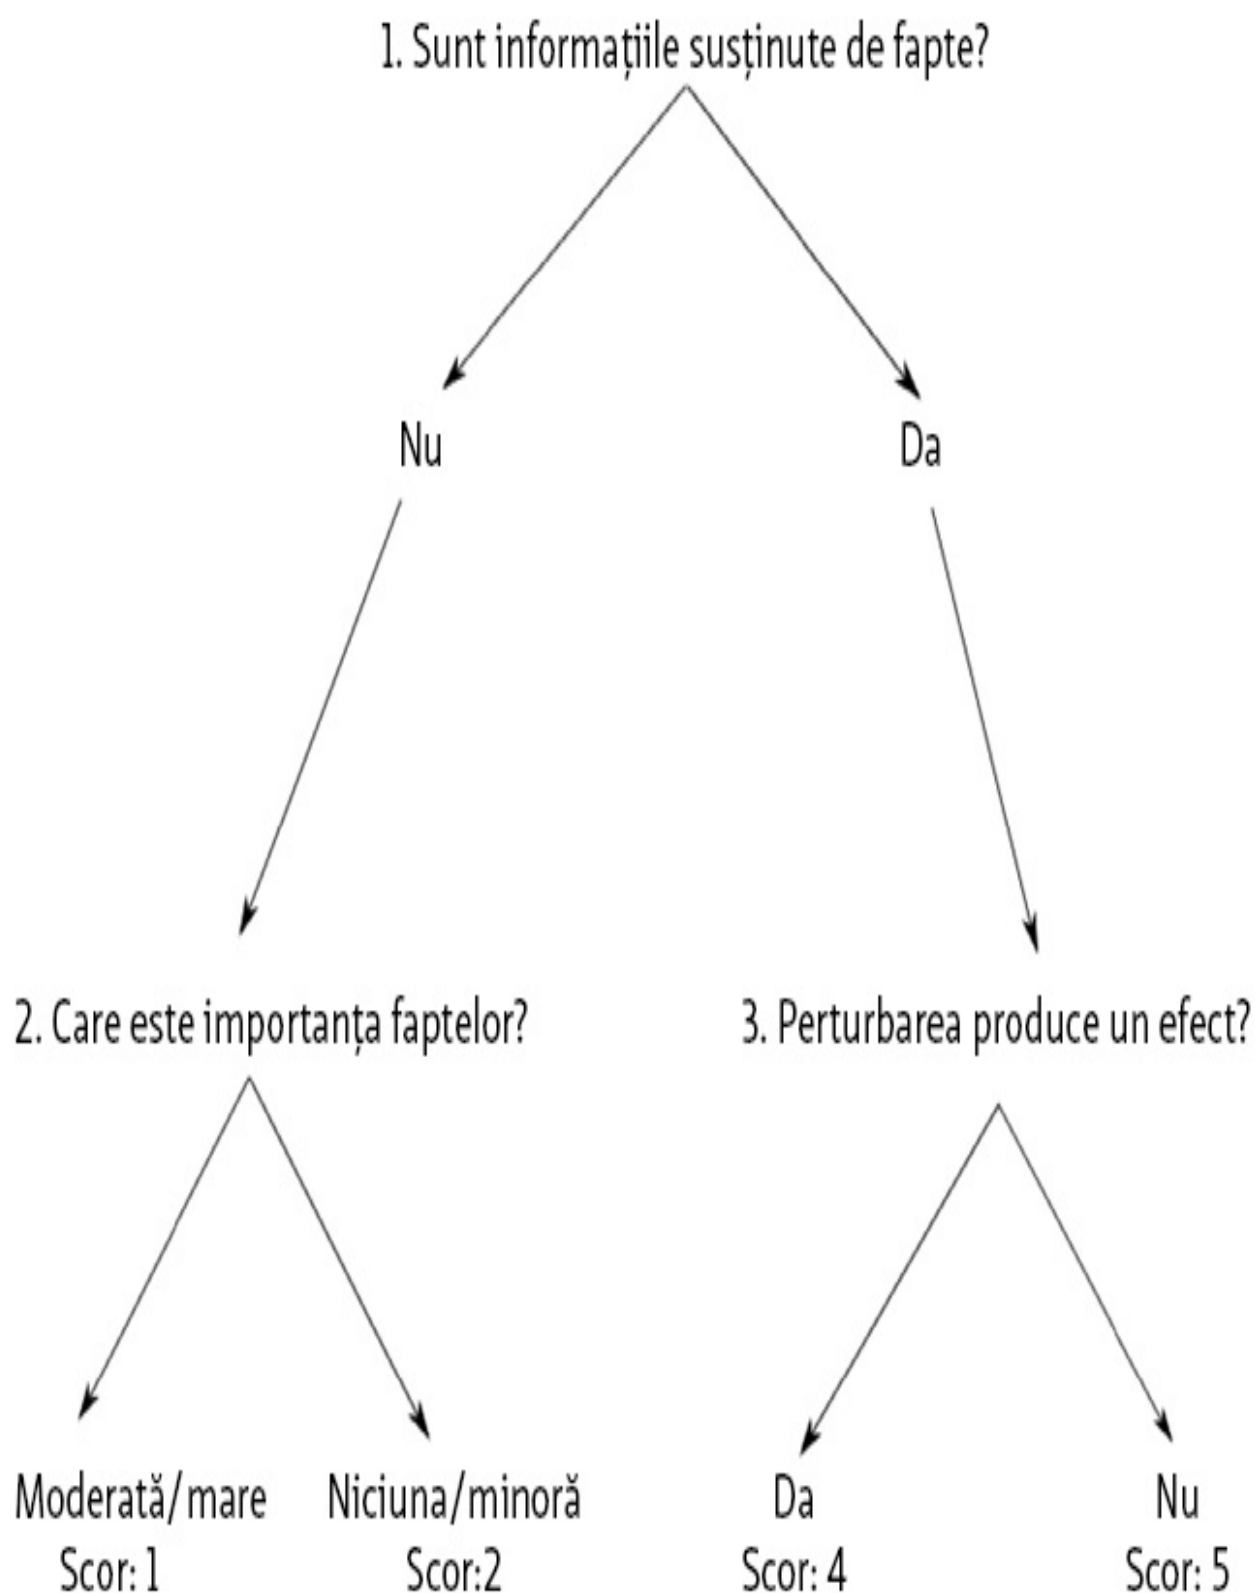 1. Sunt informațiile susținute de fapte?
Nu
Da
2. Care este importanța faptelor?
3. Perturbarea produce un efect?
Moderată/mare
Scor: 1
Niciuna/minoră
Scor:2
Da
Scor: 4
Nu
Scor: 5